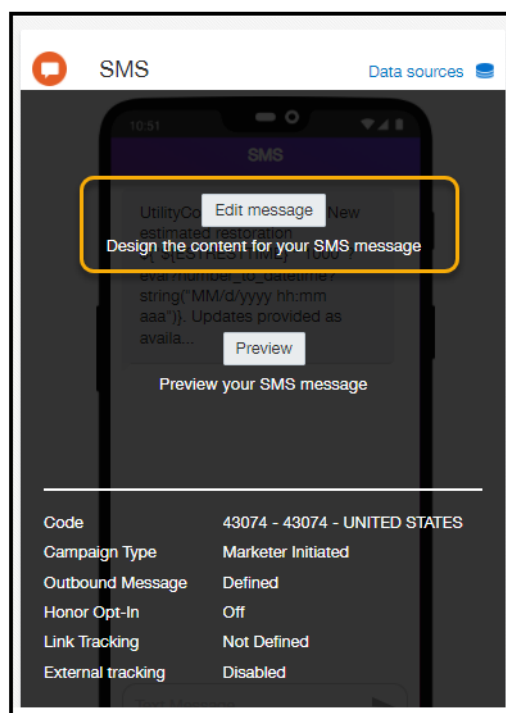 SMS
Data sources
10:51
SMS
Edit message
UtilityCo New
estimated restoration
Design the content for your SMS message
eval?number_to_datetime?
string("MM/d/yyyy hh:mm
aaa")}. Updates provided as
availa...
Preview
Preview your SMS message
Code 43074 - 43074 - UNITED STATES
Campaign Type Marketer Initiated
Outbound Message Defined
Honor Opt-In Off
Link Tracking Not Defined
External tracking Disabled
Text Message